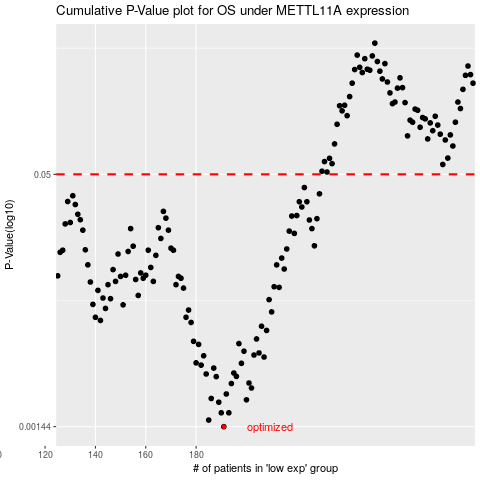 Cumulative P-Value plot for OS under METTL11A expression
P-Value(log10)
0.05
0.00144
optimized
0 120 140 160 180
# of patients in 'low exp' group